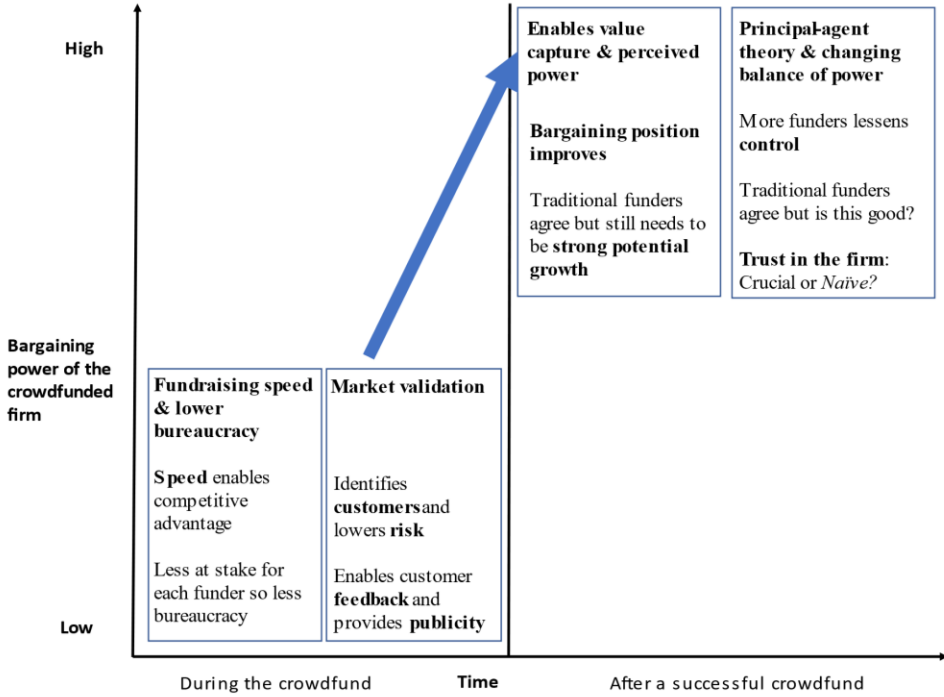 High
Enables value
capture & perceived
power
Bargaining position
improves
Traditional funders
agree but still needs to
be strong potential
growth
Principal-agent
theory & changing
balance of power
More funders lessens
control
Traditional funders
agree but is this good?
Trust in the firm:
Crucial or Naïve?
Bargaining
power of the
crowdfunded
firm
Fundraising speed
& lower
bureaucracy
Speed enables
competitive
advantage
Less at stake for
each funder so less
bureaucracy
Market validation
Identifies
customers and
lowers risk
Enables customer
feedback and
provides publicity
Low
During the crowdfund
Time
After a successful crowdfund